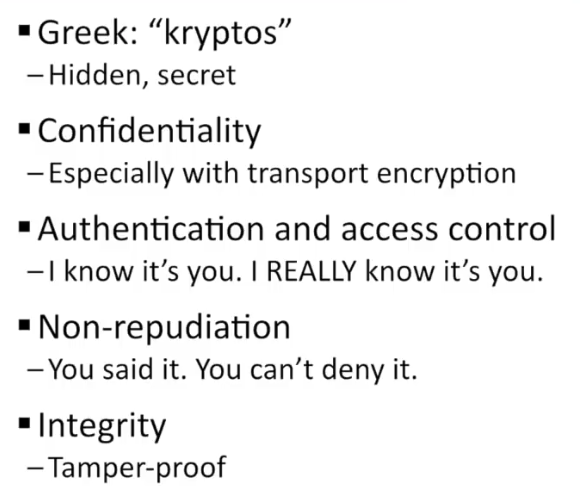 ▪ Greek: “kryptos”
– Hidden, secret
▪ Confidentiality
– Especially with transport encryption
▪ Authentication and access control
– I know it’s you. I REALLY know it’s you.
▪ Non-repudiation
– You said it. You can’t deny it.
▪ Integrity
– Tamper-proof